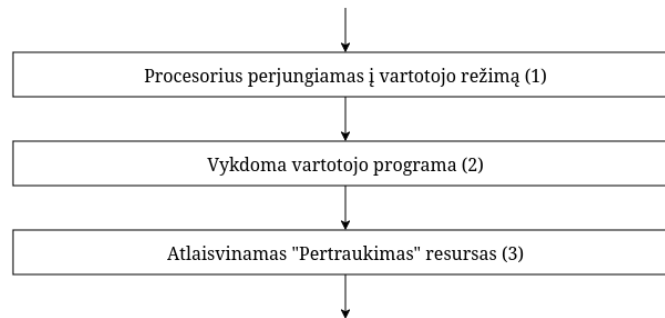 Procesorius perjungiamas į vartotojo režimą (1)
Vykdoma vartotojo programa (2)
Atlaisvinamas "Pertraukimas" resursas (3)